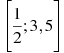 [1/2; 3, 5]